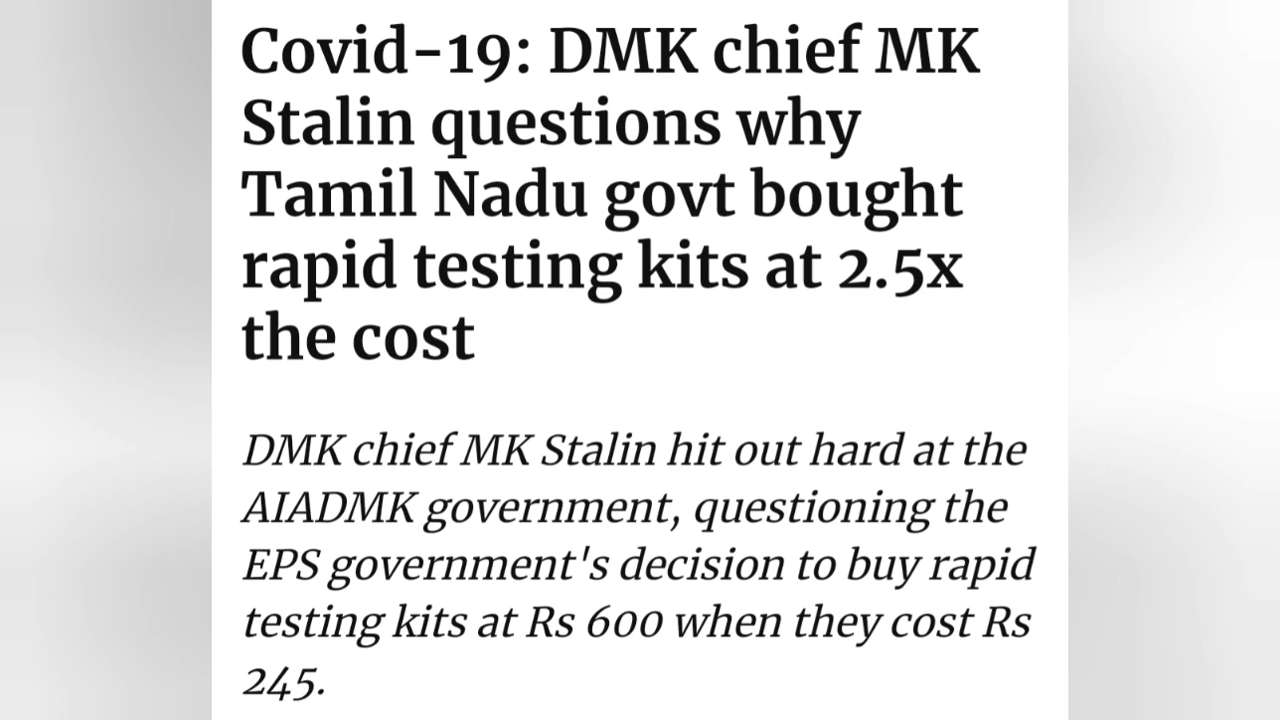 Covid-19: DMK chief MK
Stalin questions why
Tamil Nadu govt bought
rapid testing kits at 2.5x
the cost
DMK chief MK Stalin hit out hard at the
AIADMK government, questioning the
EPS government's decision to buy rapid
testing kits at Rs 600 when they cost Rs
245.